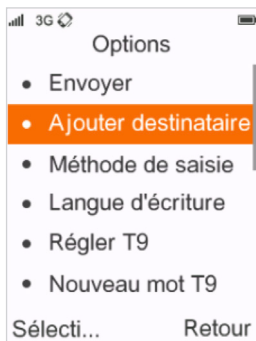 3G
Options
Envoyer
Ajouter destinataire
Méthode de saisie
Langue d'écriture
Régler T9
Nouveau mot T9
Sélecti... Retour